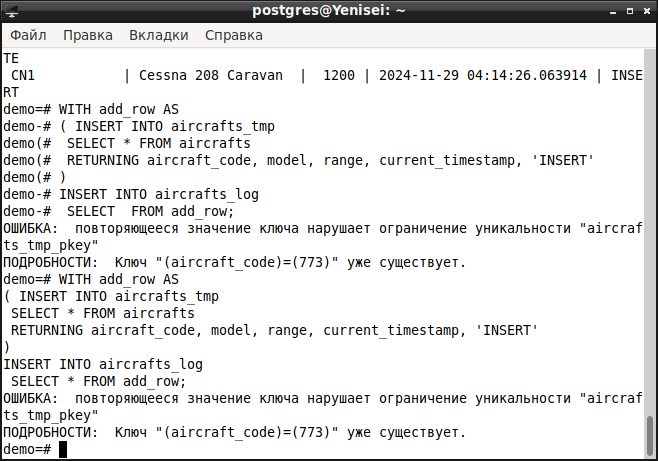 postgres@Yenisei: ~
Файл Правка Вкладки Справка
TE
 CN1           | Cessna 208 Caravan  |  1200 | 2024-11-29 04:14:26.063914 | INSE
RT
demo=# WITH add_row AS
demo-# ( INSERT INTO aircrafts_tmp
demo(#  SELECT * FROM aircrafts
demo(#  RETURNING aircraft_code, model, range, current_timestamp, 'INSERT'
demo(# )
demo-# INSERT INTO aircrafts_log
demo-#  SELECT  FROM add_row;
ОШИБКА:  повторяющееся значение ключа нарушает ограничение уникальности "aircraf
ts_tmp_pkey"
ПОДРОБНОСТИ:  Ключ "(aircraft_code)=(773)" уже существует.
demo=# WITH add_row AS
( INSERT INTO aircrafts_tmp
 SELECT * FROM aircrafts
 RETURNING aircraft_code, model, range, current_timestamp, 'INSERT'
)
INSERT INTO aircrafts_log
 SELECT * FROM add_row;
ОШИБКА:  повторяющееся значение ключа нарушает ограничение уникальности "aircraf
ts_tmp_pkey"
ПОДРОБНОСТИ:  Ключ "(aircraft_code)=(773)" уже существует.
demo=#